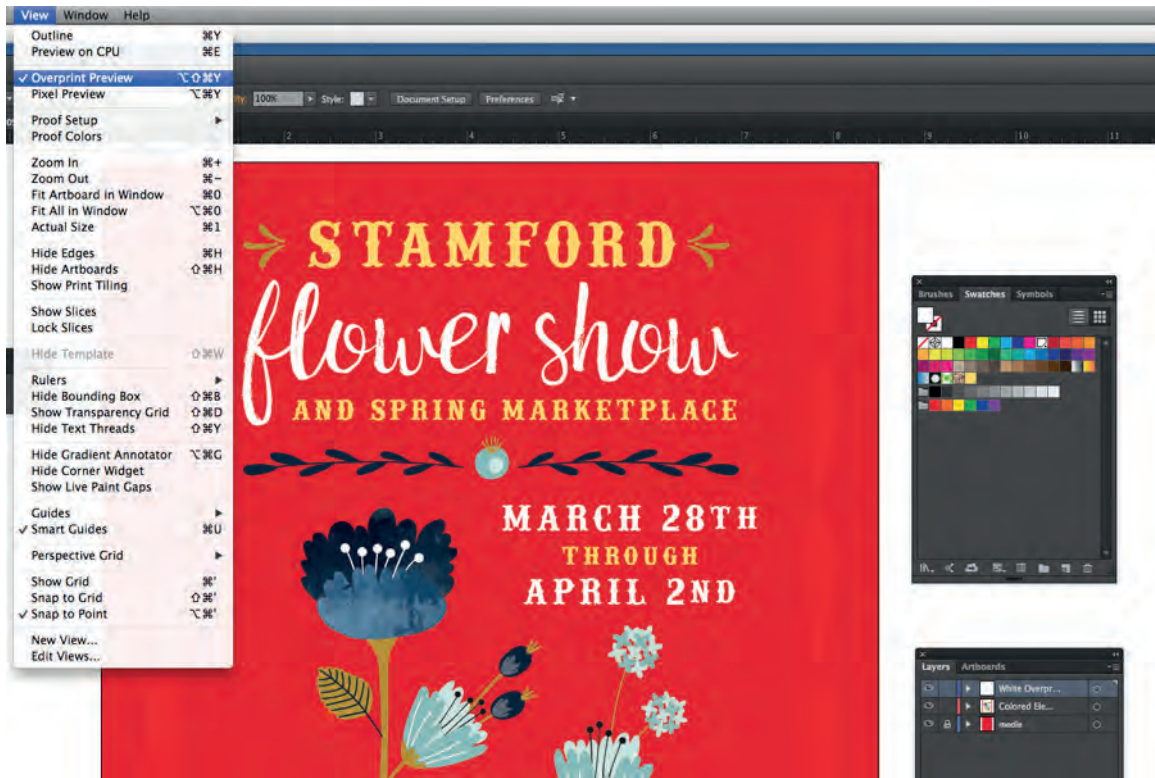 View Window Help
Outline ⌘Y
Preview on CPU ⌘E
✓ Overprint Preview ⌥⇧⌘Y
Pixel Preview ⌥⌘Y
Proof Setup ▶
Proof Colors
Zoom In ⌘+
Zoom Out ⌘−
Fit Artboard in Window ⌘0
Fit All in Window ⌥⌘0
Actual Size ⌘1
Hide Edges ⌘H
Hide Artboards ⇧⌘H
Show Print Tiling
Show Slices
Lock Slices
Hide Template ⇧⌘W
Rulers ▶
Hide Bounding Box ⇧⌘B
Show Transparency Grid ⇧⌘D
Hide Text Threads ⇧⌘Y
Hide Gradient Annotator ⌥⌘G
Hide Corner Widget
Show Live Paint Gaps
Guides ▶
✓ Smart Guides ⌘U
Perspective Grid ▶
Show Grid ⌘'
Snap to Grid ⇧⌘'
✓ Snap to Point ⌥⌘'
New View...
Edit Views...
100% Style: Document Setup Preferences
2 3 4 5 6 7 8 9 10 11
STAMFORD
flower show
AND SPRING MARKETPLACE
MARCH 28TH
THROUGH
APRIL 2ND
Brushes Swatches Symbols
Layers Artboards
White Overpr...
Colored Ele...
media